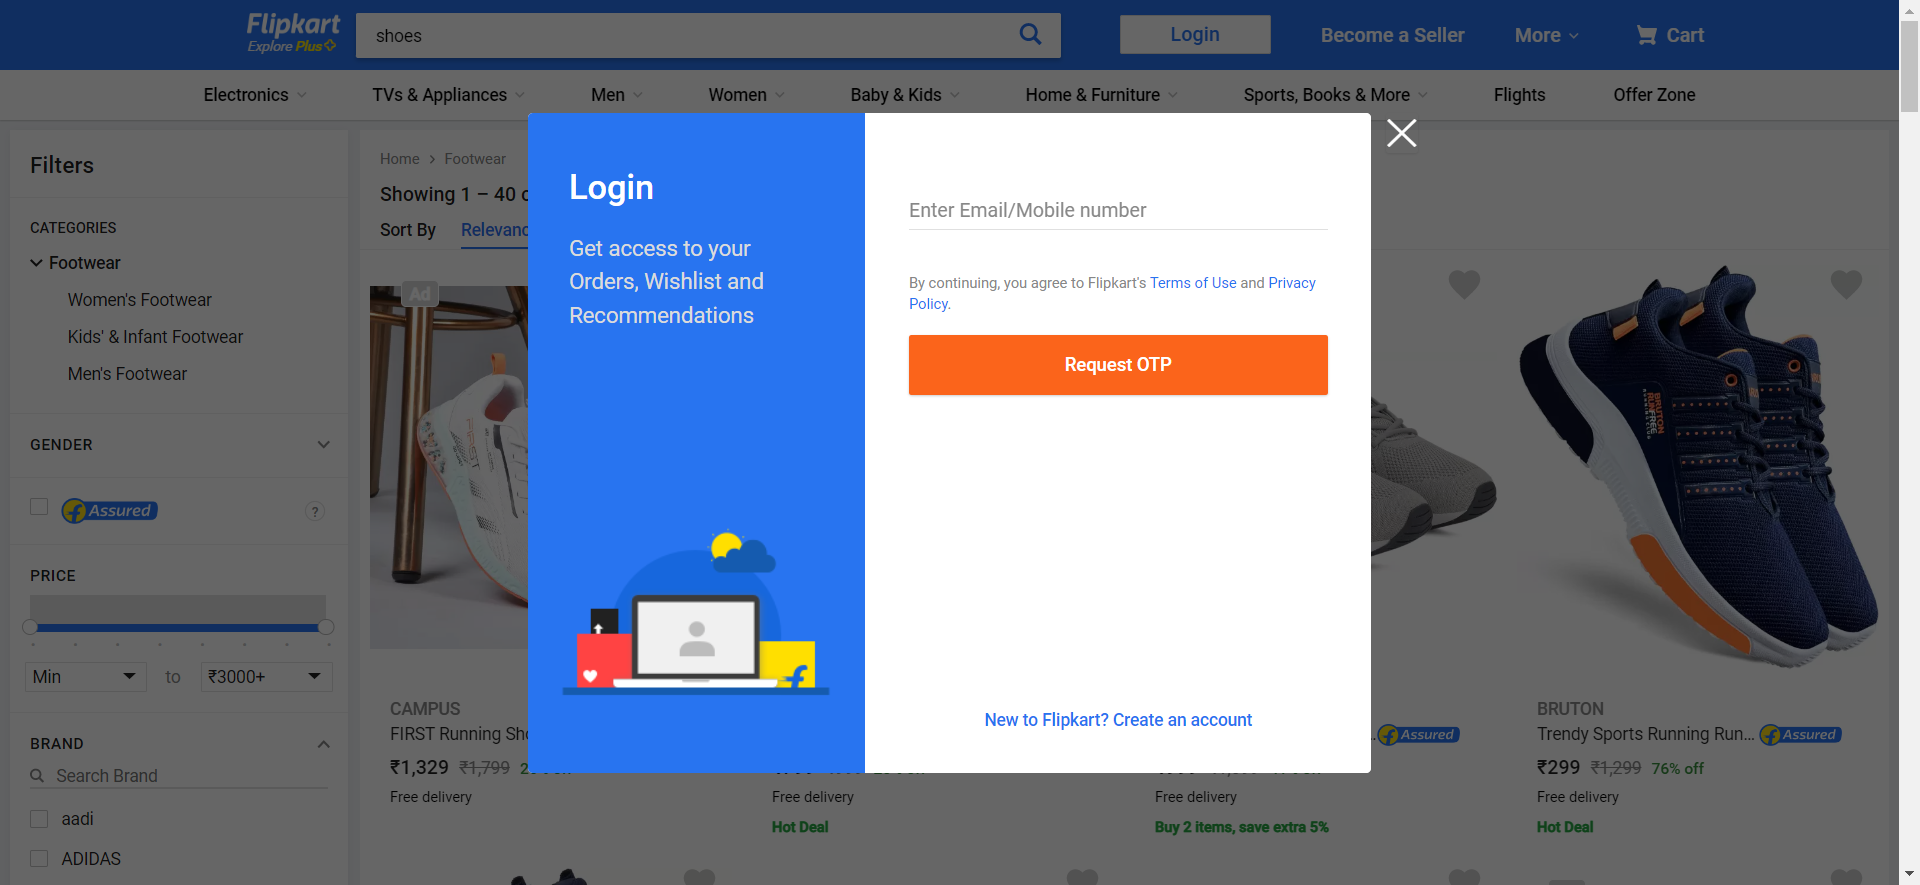 Flipkart
Explore Plus
shoes
Login
Become a Seller
More
Cart
Electronics
TVs & Appliances
Men
Women
Baby & Kids
Home & Furniture
Sports, Books & More
Flights
Offer Zone
Filters
CATEGORIES
Footwear
Women's Footwear
Kids' & Infant Footwear
Men's Footwear
GENDER
Assured
?
PRICE
Min
to
₹3000+
BRAND
Search Brand
aadi
ADIDAS
Home
Footwear
Showing 1 – 40
Sort By
Relevanc
Ad
Login
Get access to your
Orders, Wishlist and
Recommendations
Enter Email/Mobile number
By continuing, you agree to Flipkart's Terms of Use and Privacy
Policy.
Request OTP
New to Flipkart? Create an account
CAMPUS
FIRST Running Sho
₹1,329 ₹1,799
Free delivery
Free delivery
Hot Deal
Assured
Free delivery
Buy 2 items, save extra 5%
BRUTON
RUN
FREE
BRUTON
Trendy Sports Running Run... Assured
₹299 ₹1,299 76% off
Free delivery
Hot Deal